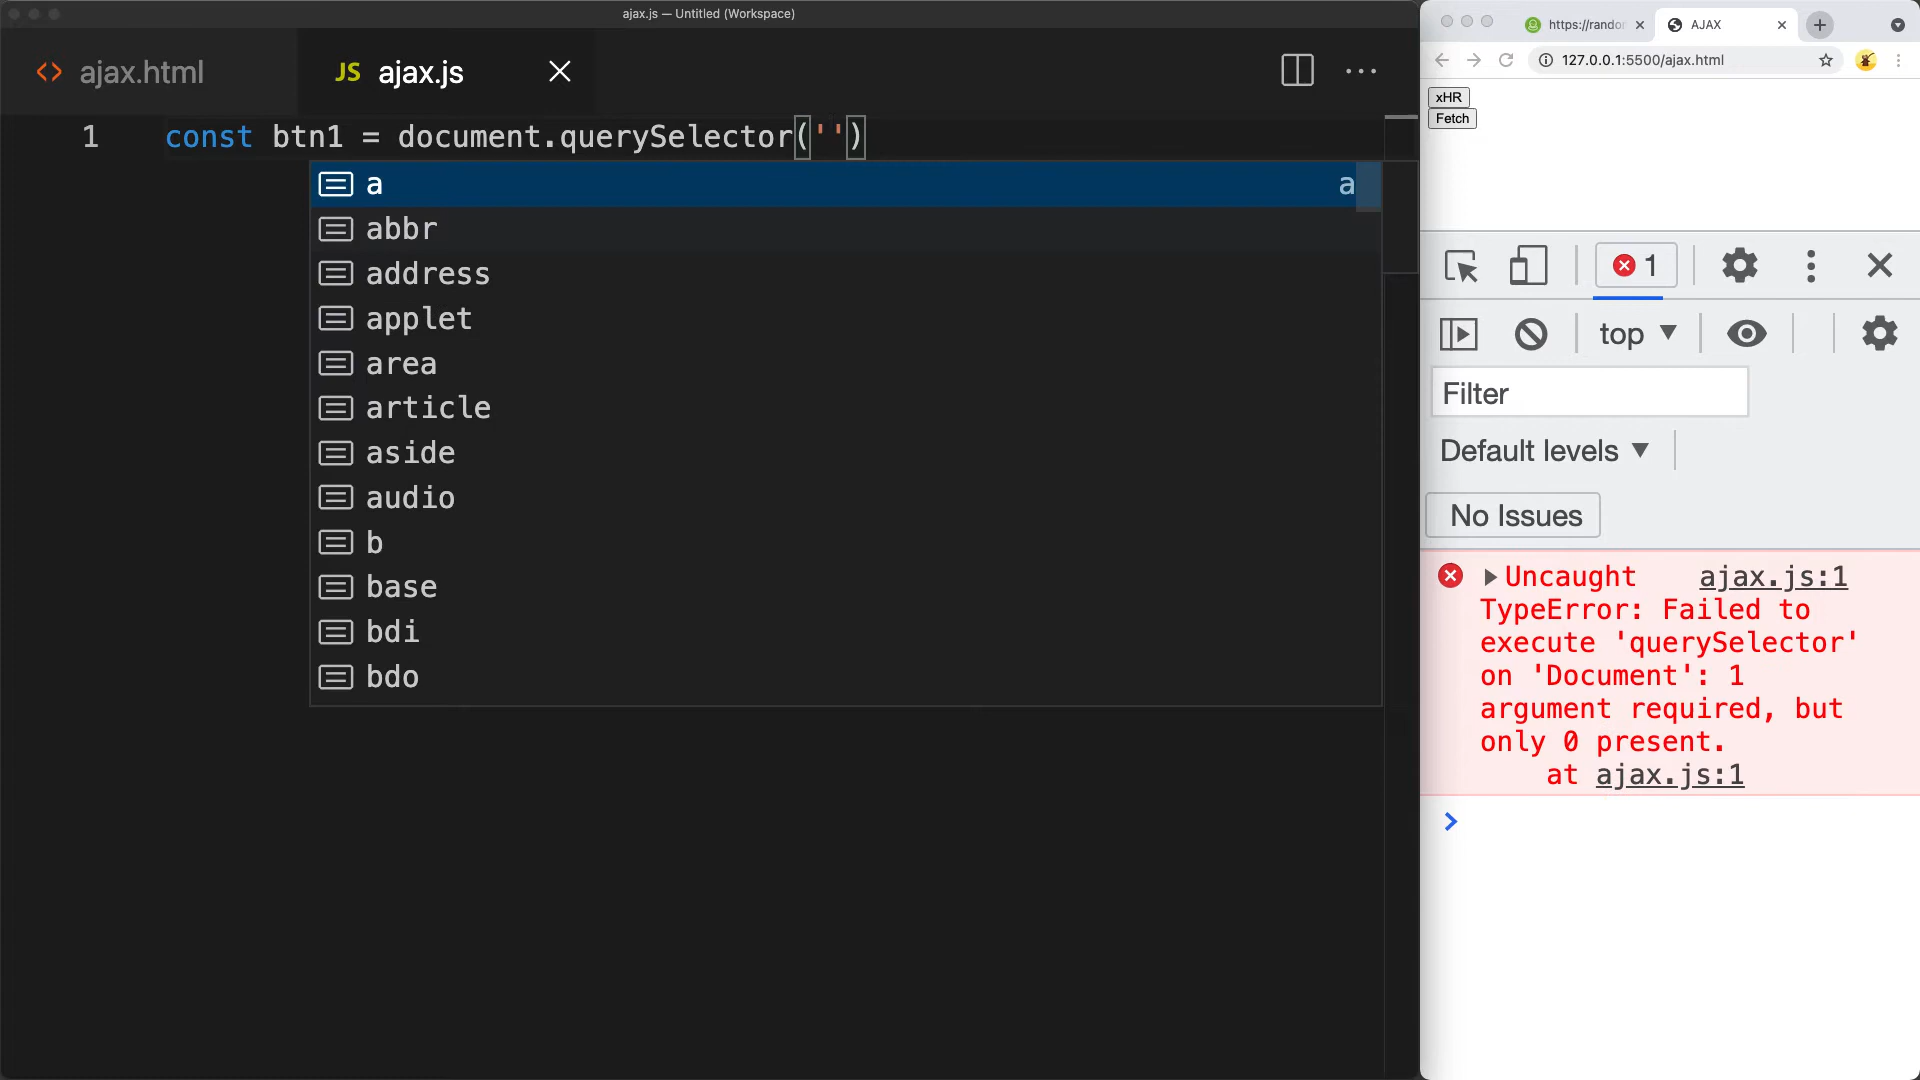 ajax.js — Untitled (Workspace)
<> ajax.html
JS ajax.js
1 const btn1 = document.querySelector('')
a a
abbr
address
applet
area
article
aside
audio
b
base
bdi
bdo
https://rando
AJAX
127.0.0.1:5500/ajax.html
xHR
Fetch
1
top
Filter
Default levels
No Issues
Uncaught ajax.js:1
TypeError: Failed to
execute 'querySelector'
on 'Document': 1
argument required, but
only 0 present.
at ajax.js:1